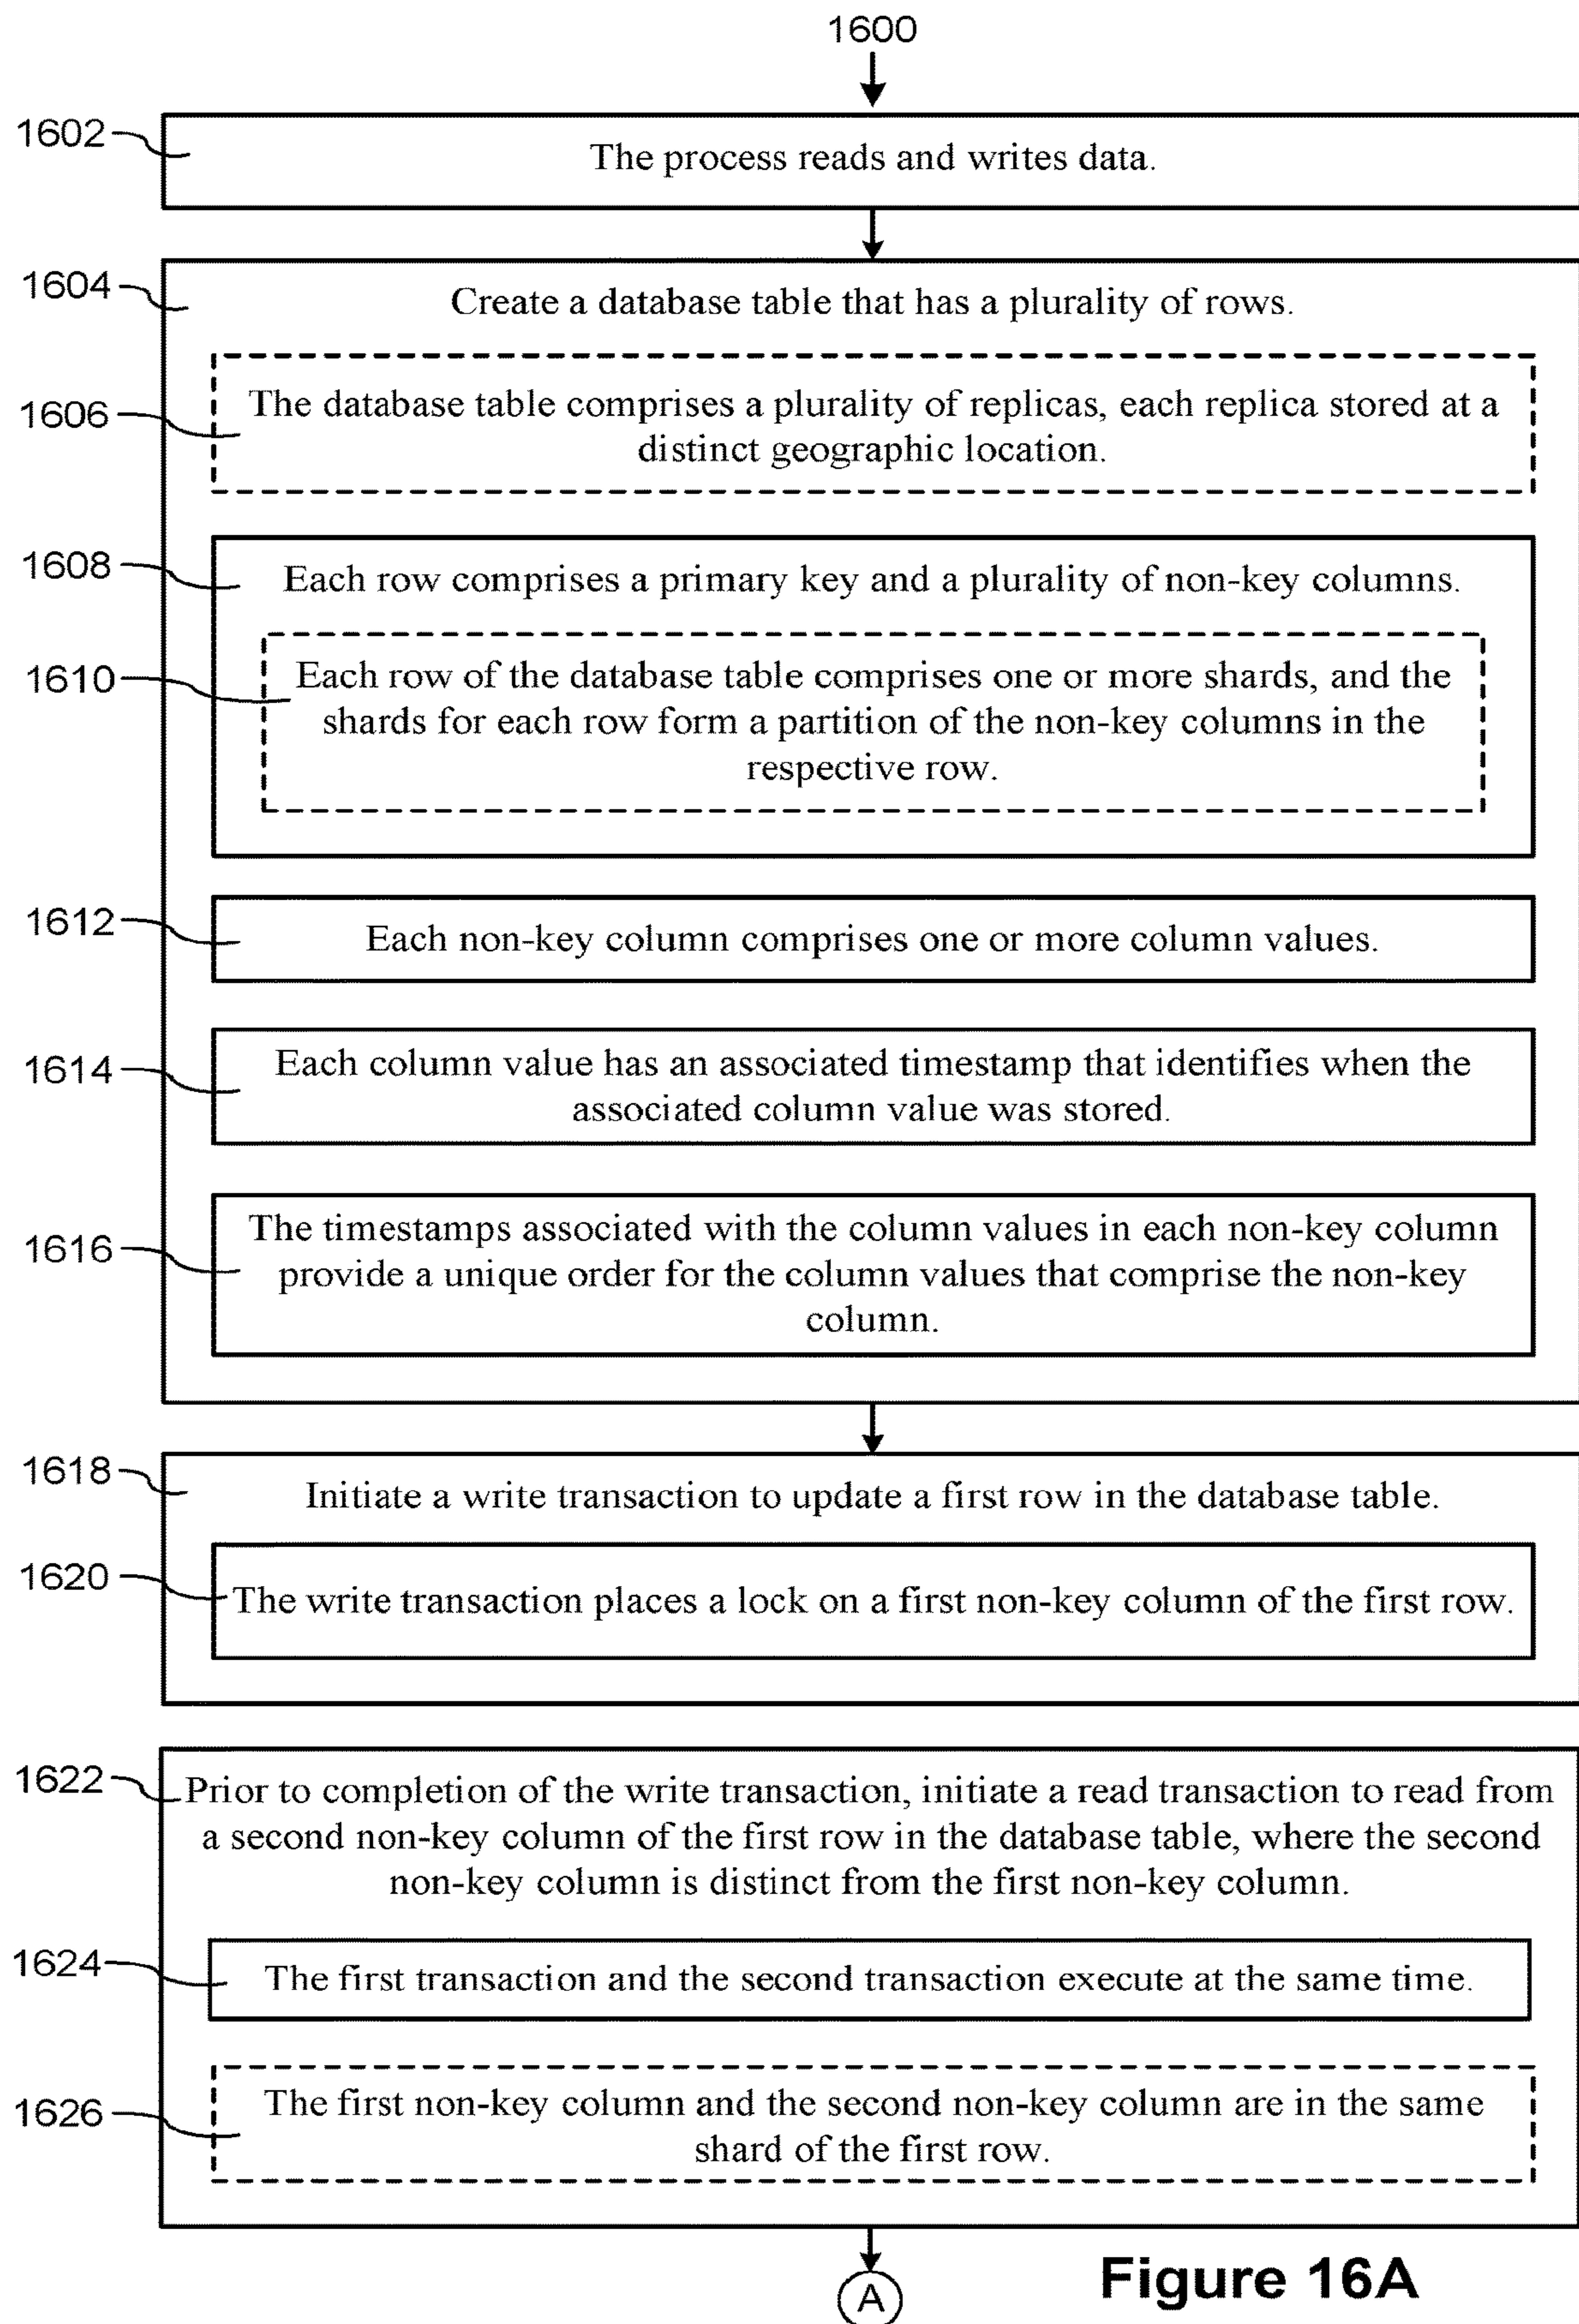 1600
1602
The process reads and writes data.
1604
Create a database table that has a plurality of rows.
1606
The database table comprises a plurality of replicas, each replica stored at a
distinct geographic location.
1608
Each row comprises a primary key and a plurality of non-key columns.
1610
Each row of the database table comprises one or more shards, and the
shards for each row form a partition of the non-key columns in the
respective row.
1612
Each non-key column comprises one or more column values.
1614
Each column value has an associated timestamp that identifies when the
associated column value was stored.
1616
The timestamps associated with the column values in each non-key column
provide a unique order for the column values that comprise the non-key
column.
1618
Initiate a write transaction to update a first row in the database table.
1620
The write transaction places a lock on a first non-key column of the first row.
1622
Prior to completion of the write transaction, initiate a read transaction to read from
a second non-key column of the first row in the database table, where the second
non-key column is distinct from the first non-key column.
1624
The first transaction and the second transaction execute at the same time.
1626
The first non-key column and the second non-key column are in the same
shard of the first row.
A
Figure 16A